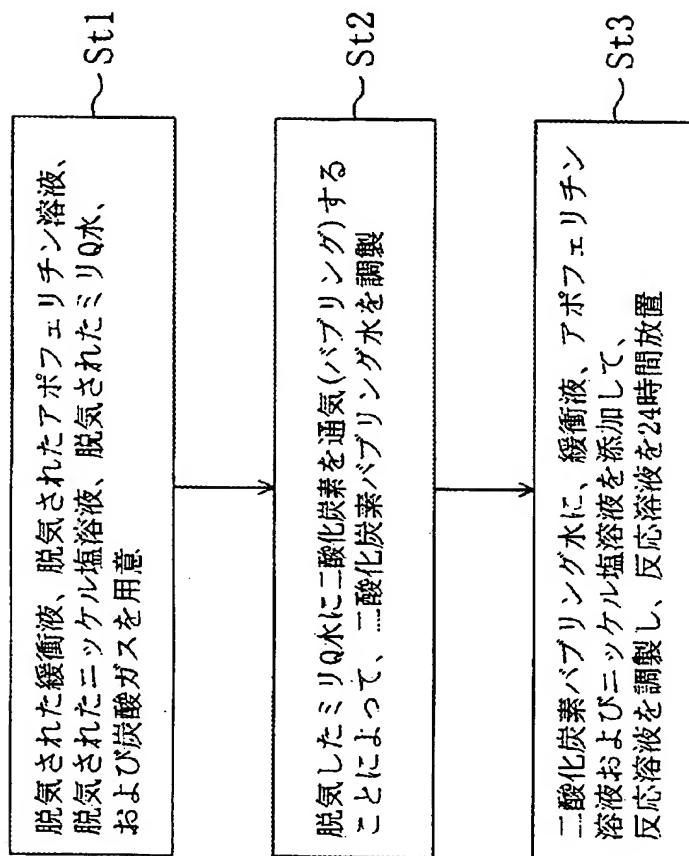 St1
脱気された緩衝液、脱気されたアポフェリチン溶液、
脱気されたニッケル塩溶液、脱気されたミリQ水、
および炭酸ガスを用意
St2
脱気したミリQ水に二酸化炭素を通気(バブリング)する
ことによって、二酸化炭素バブリング水を調製
St3
二酸化炭素バブリング水に、緩衝液、アポフェリチン
溶液およびニッケル塩溶液を添加して、
反応溶液を調製し、反応溶液を24時間放置